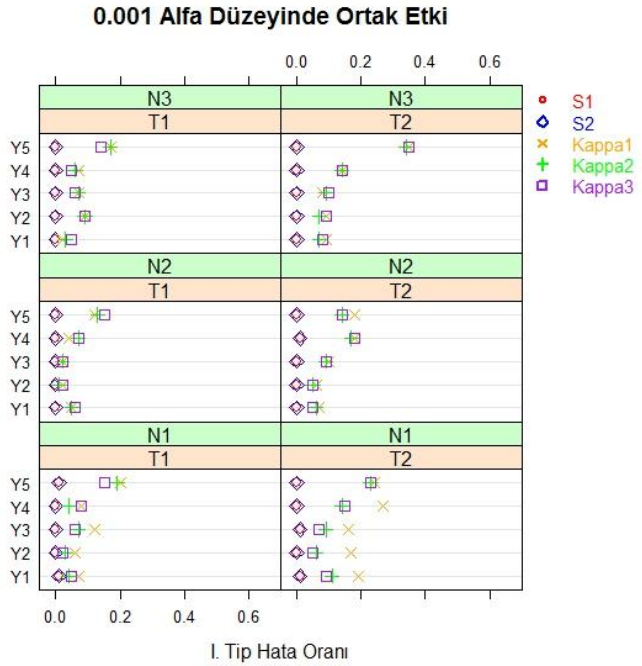 0.001 Alfa Düzeyinde Ortak Etki
0.0 0.2 0.4 0.6
N3 N3
T1 T2
Y5
Y4
Y3
Y2
Y1
N2 N2
T1 T2
Y5
Y4
Y3
Y2
Y1
N1 N1
T1 T2
Y5
Y4
Y3
Y2
Y1
0.0 0.2 0.4 0.6
I. Tip Hata Oranı
S1
S2
Kappa1
Kappa2
Kappa3